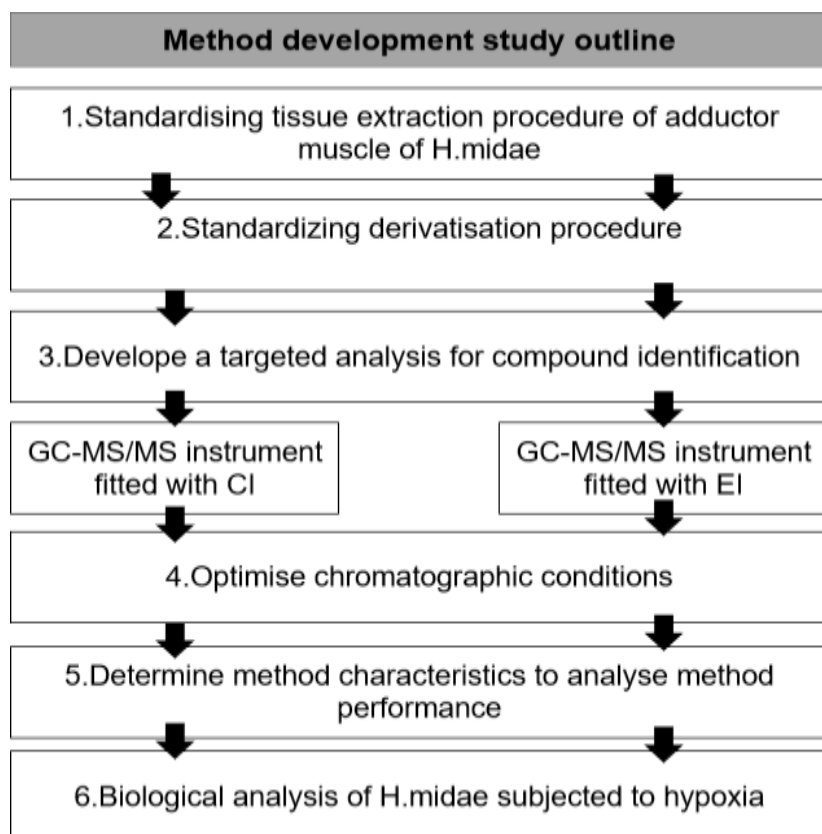 Method development study outline
1.Standardising tissue extraction procedure of adductor
muscle of H.midae
2.Standardizing derivatisation procedure
3.Develope a targeted analysis for compound identification
GC-MS/MS instrument
fitted with CI
GC-MS/MS instrument
fitted with EI
4.Optimise chromatographic conditions
5.Determine method characteristics to analyse method
performance
6.Biological analysis of H.midae subjected to hypoxia